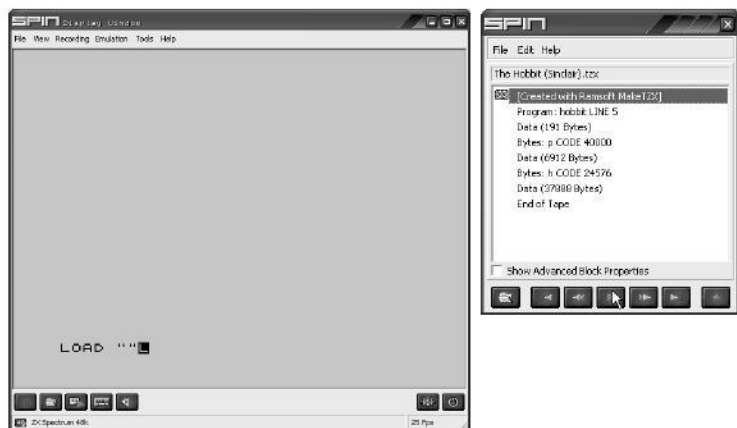 SPIN Display Window
File View Recording Emulation Tools Help
LOAD ""L
ZX Spectrum 48k
25 Fps
SPIN
File Edit Help
The Hobbit (Sinclair).tzx
[Created with Ramsoft MakeTZX]
Program: hobbit LINE 5
Data (191 Bytes)
Bytes: p CODE 40000
Data (6912 Bytes)
Bytes: h CODE 24576
Data (37888 Bytes)
End of Tape
Show Advanced Block Properties